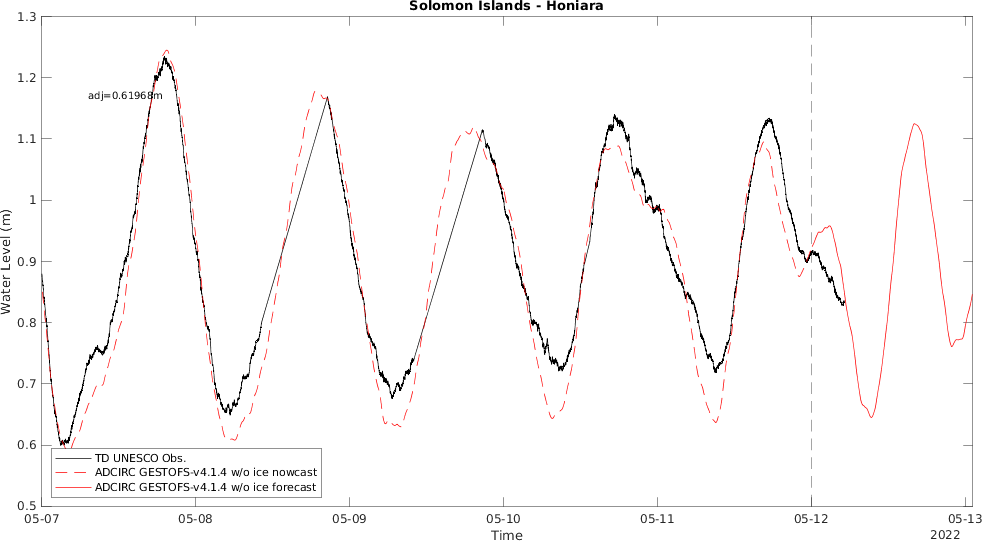 Solomon Islands - Honiara
1.3
1.2
1.1
1
0.9
0.8
0.7
0.6
0.5
Water Level (m)
adj=0.61968m
TD UNESCO Obs.
ADCIRC GESTOFS-v4.1.4 w/o ice nowcast
ADCIRC GESTOFS-v4.1.4 w/o ice forecast
05-07 05-08 05-09 05-10 05-11 05-12 05-13
Time
2022